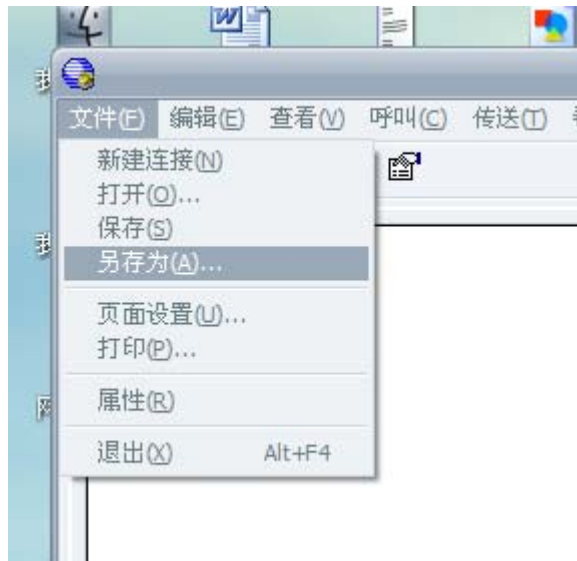 文件(F) 编辑(E) 查看(V) 呼叫(C) 传送(T)
新建连接(N)
打开(O)...
保存(S)
另存为(A)...
页面设置(U)...
打印(P)...
属性(R)
退出(X) Alt+F4